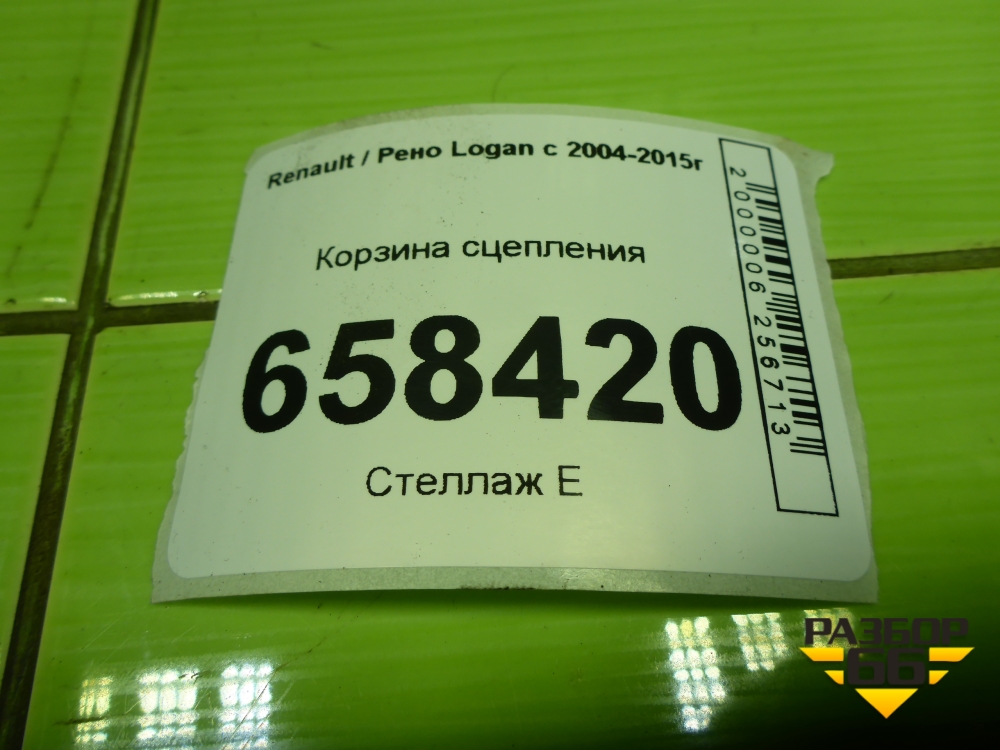 Renault / Рено Logan с 2004-2015г
Корзина сцепления
658420
Стеллаж Е
2000006256713
РАЗБОР
66